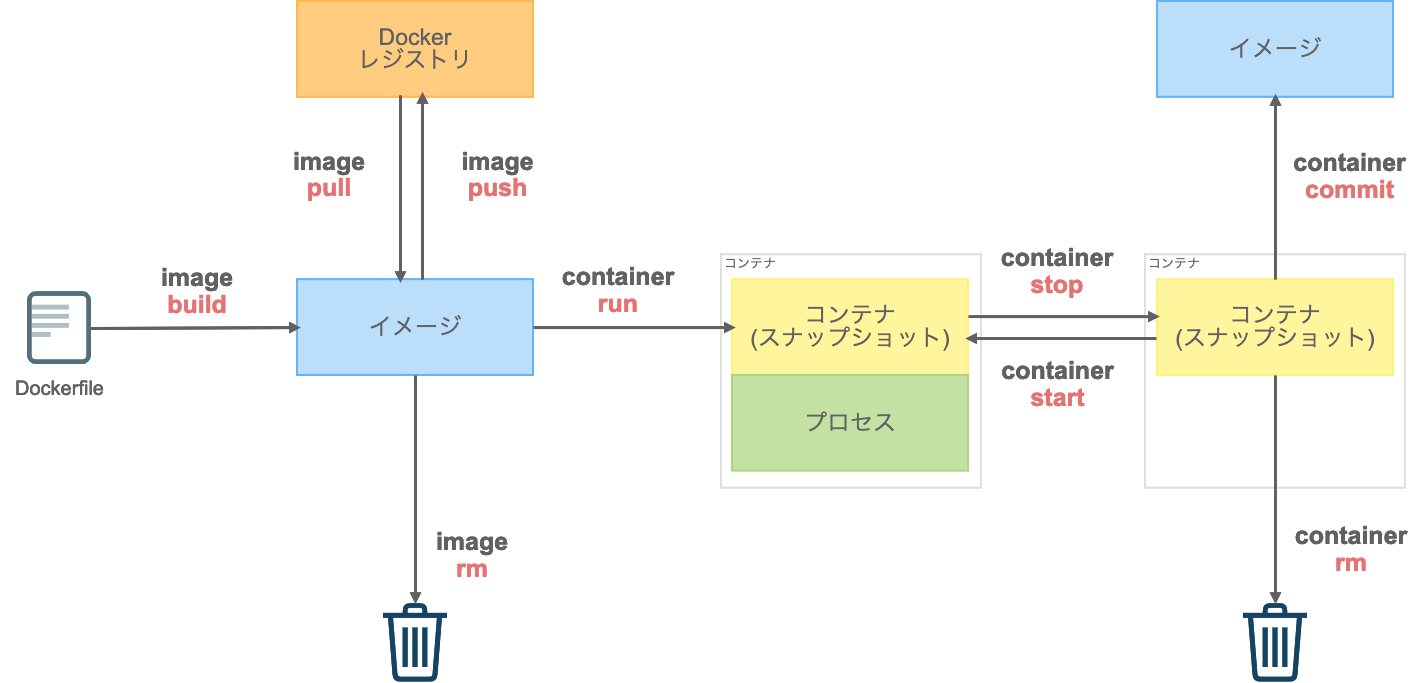 Docker
レジストリ
イメージ
image
pull
image
push
container
commit
image
build
イメージ
container
run
コンテナ
コンテナ
(スナップショット)
プロセス
container
stop
container
start
コンテナ
コンテナ
(スナップショット)
Dockerfile
image
rm
container
rm